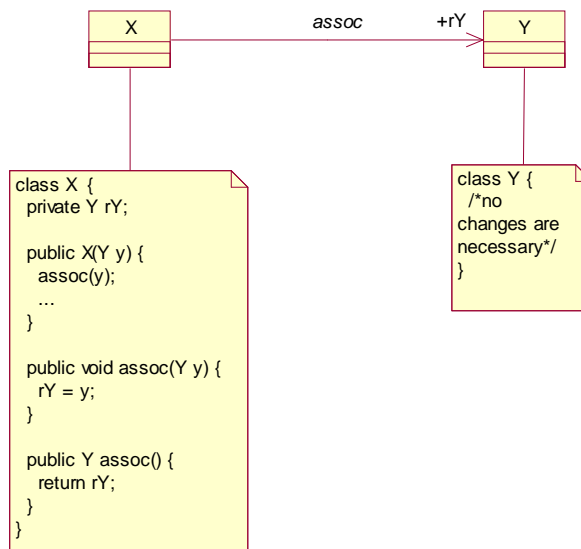 X
assoc
+rY
Y
class X {
private Y rY;
public X(Y y) {
assoc(y);
...
}
public void assoc(Y y) {
rY = y;
}
public Y assoc() {
return rY;
}
}
class Y {
/*no
changes are
necessary*/
}